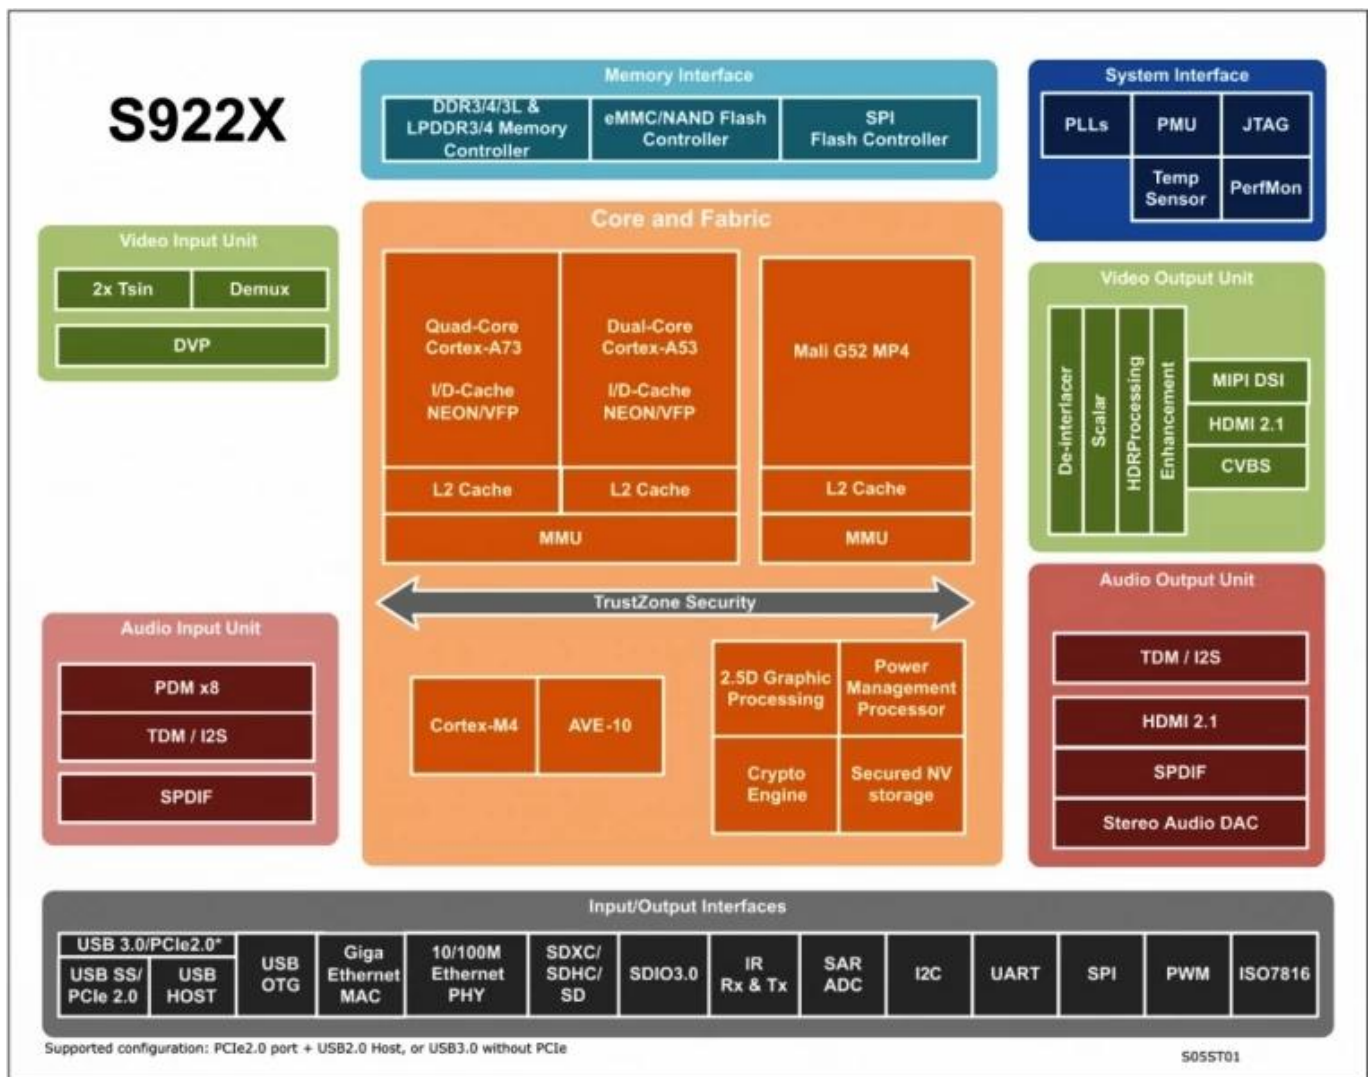 S922X
Memory Interface
DDR3/4/3L &
LPDDR3/4 Memory
Controller
eMMC/NAND Flash
Controller
SPI
Flash Controller
System Interface
PLLs
PMU
JTAG
Temp
Sensor
PerfMon
Video Input Unit
2x Tsin
Demux
DVP
Core and Fabric
Quad-Core
Cortex-A73
I/D-Cache
NEON/VFP
Dual-Core
Cortex-A53
I/D-Cache
NEON/VFP
Mali G52 MP4
L2 Cache
L2 Cache
L2 Cache
MMU
MMU
TrustZone Security
Cortex-M4
AVE-10
2.5D Graphic
Processing
Power
Management
Processor
Crypto
Engine
Secured NV
storage
Video Output Unit
De-interlacer
Scalar
HDRProcessing
Enhancement
MIPI DSI
HDMI 2.1
CVBS
Audio Input Unit
PDM x8
TDM / I2S
SPDIF
Audio Output Unit
TDM / I2S
HDMI 2.1
SPDIF
Stereo Audio DAC
Input/Output Interfaces
USB 3.0/PCIe2.0*
USB SS/
PCIe 2.0
USB
HOST
USB
OTG
Giga
Ethernet
MAC
10/100M
Ethernet
PHY
SDXC/
SDHC/
SD
SDIO3.0
IR
Rx & Tx
SAR
ADC
I2C
UART
SPI
PWM
ISO7816
Supported configuration: PCIe2.0 port + USB2.0 Host, or USB3.0 without PCIe
S05ST01